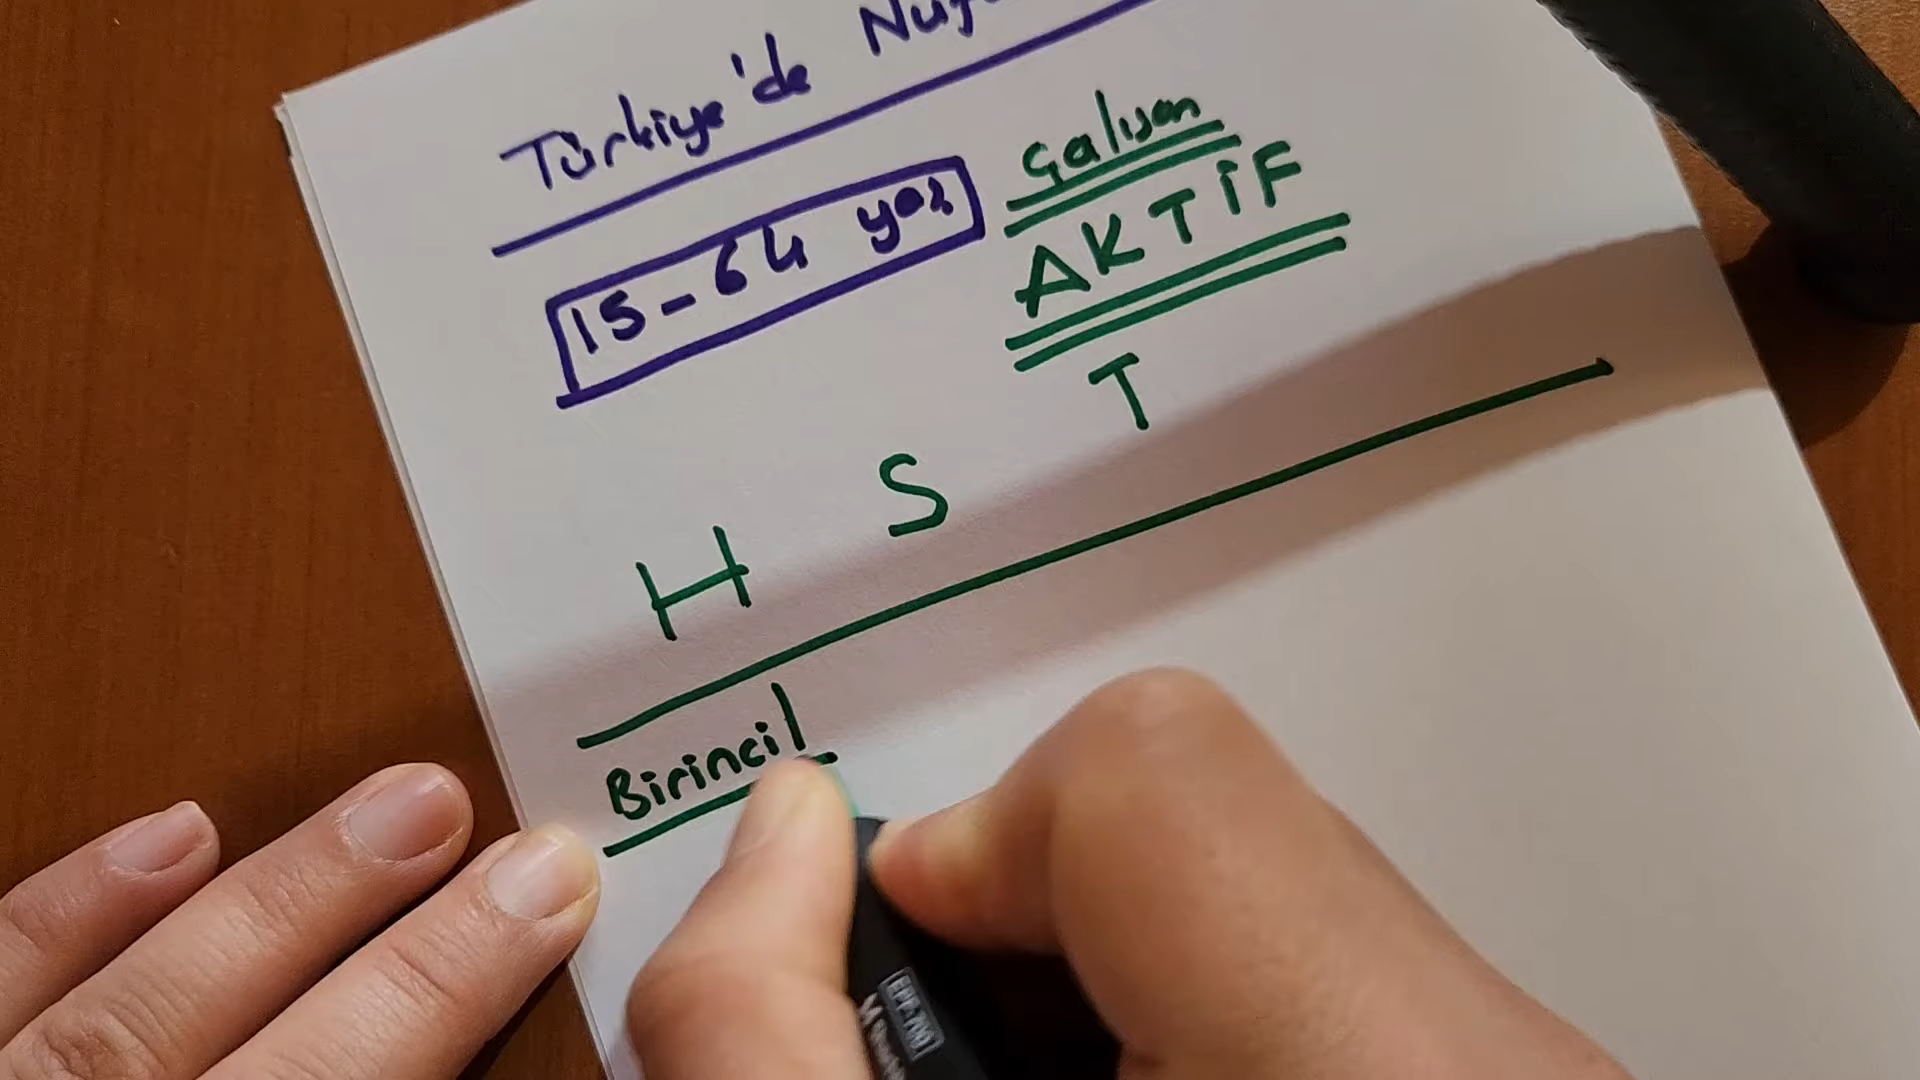 Türkiye'de
15-64 yaş
Çalışan
AKTİF
H S T
Birincil